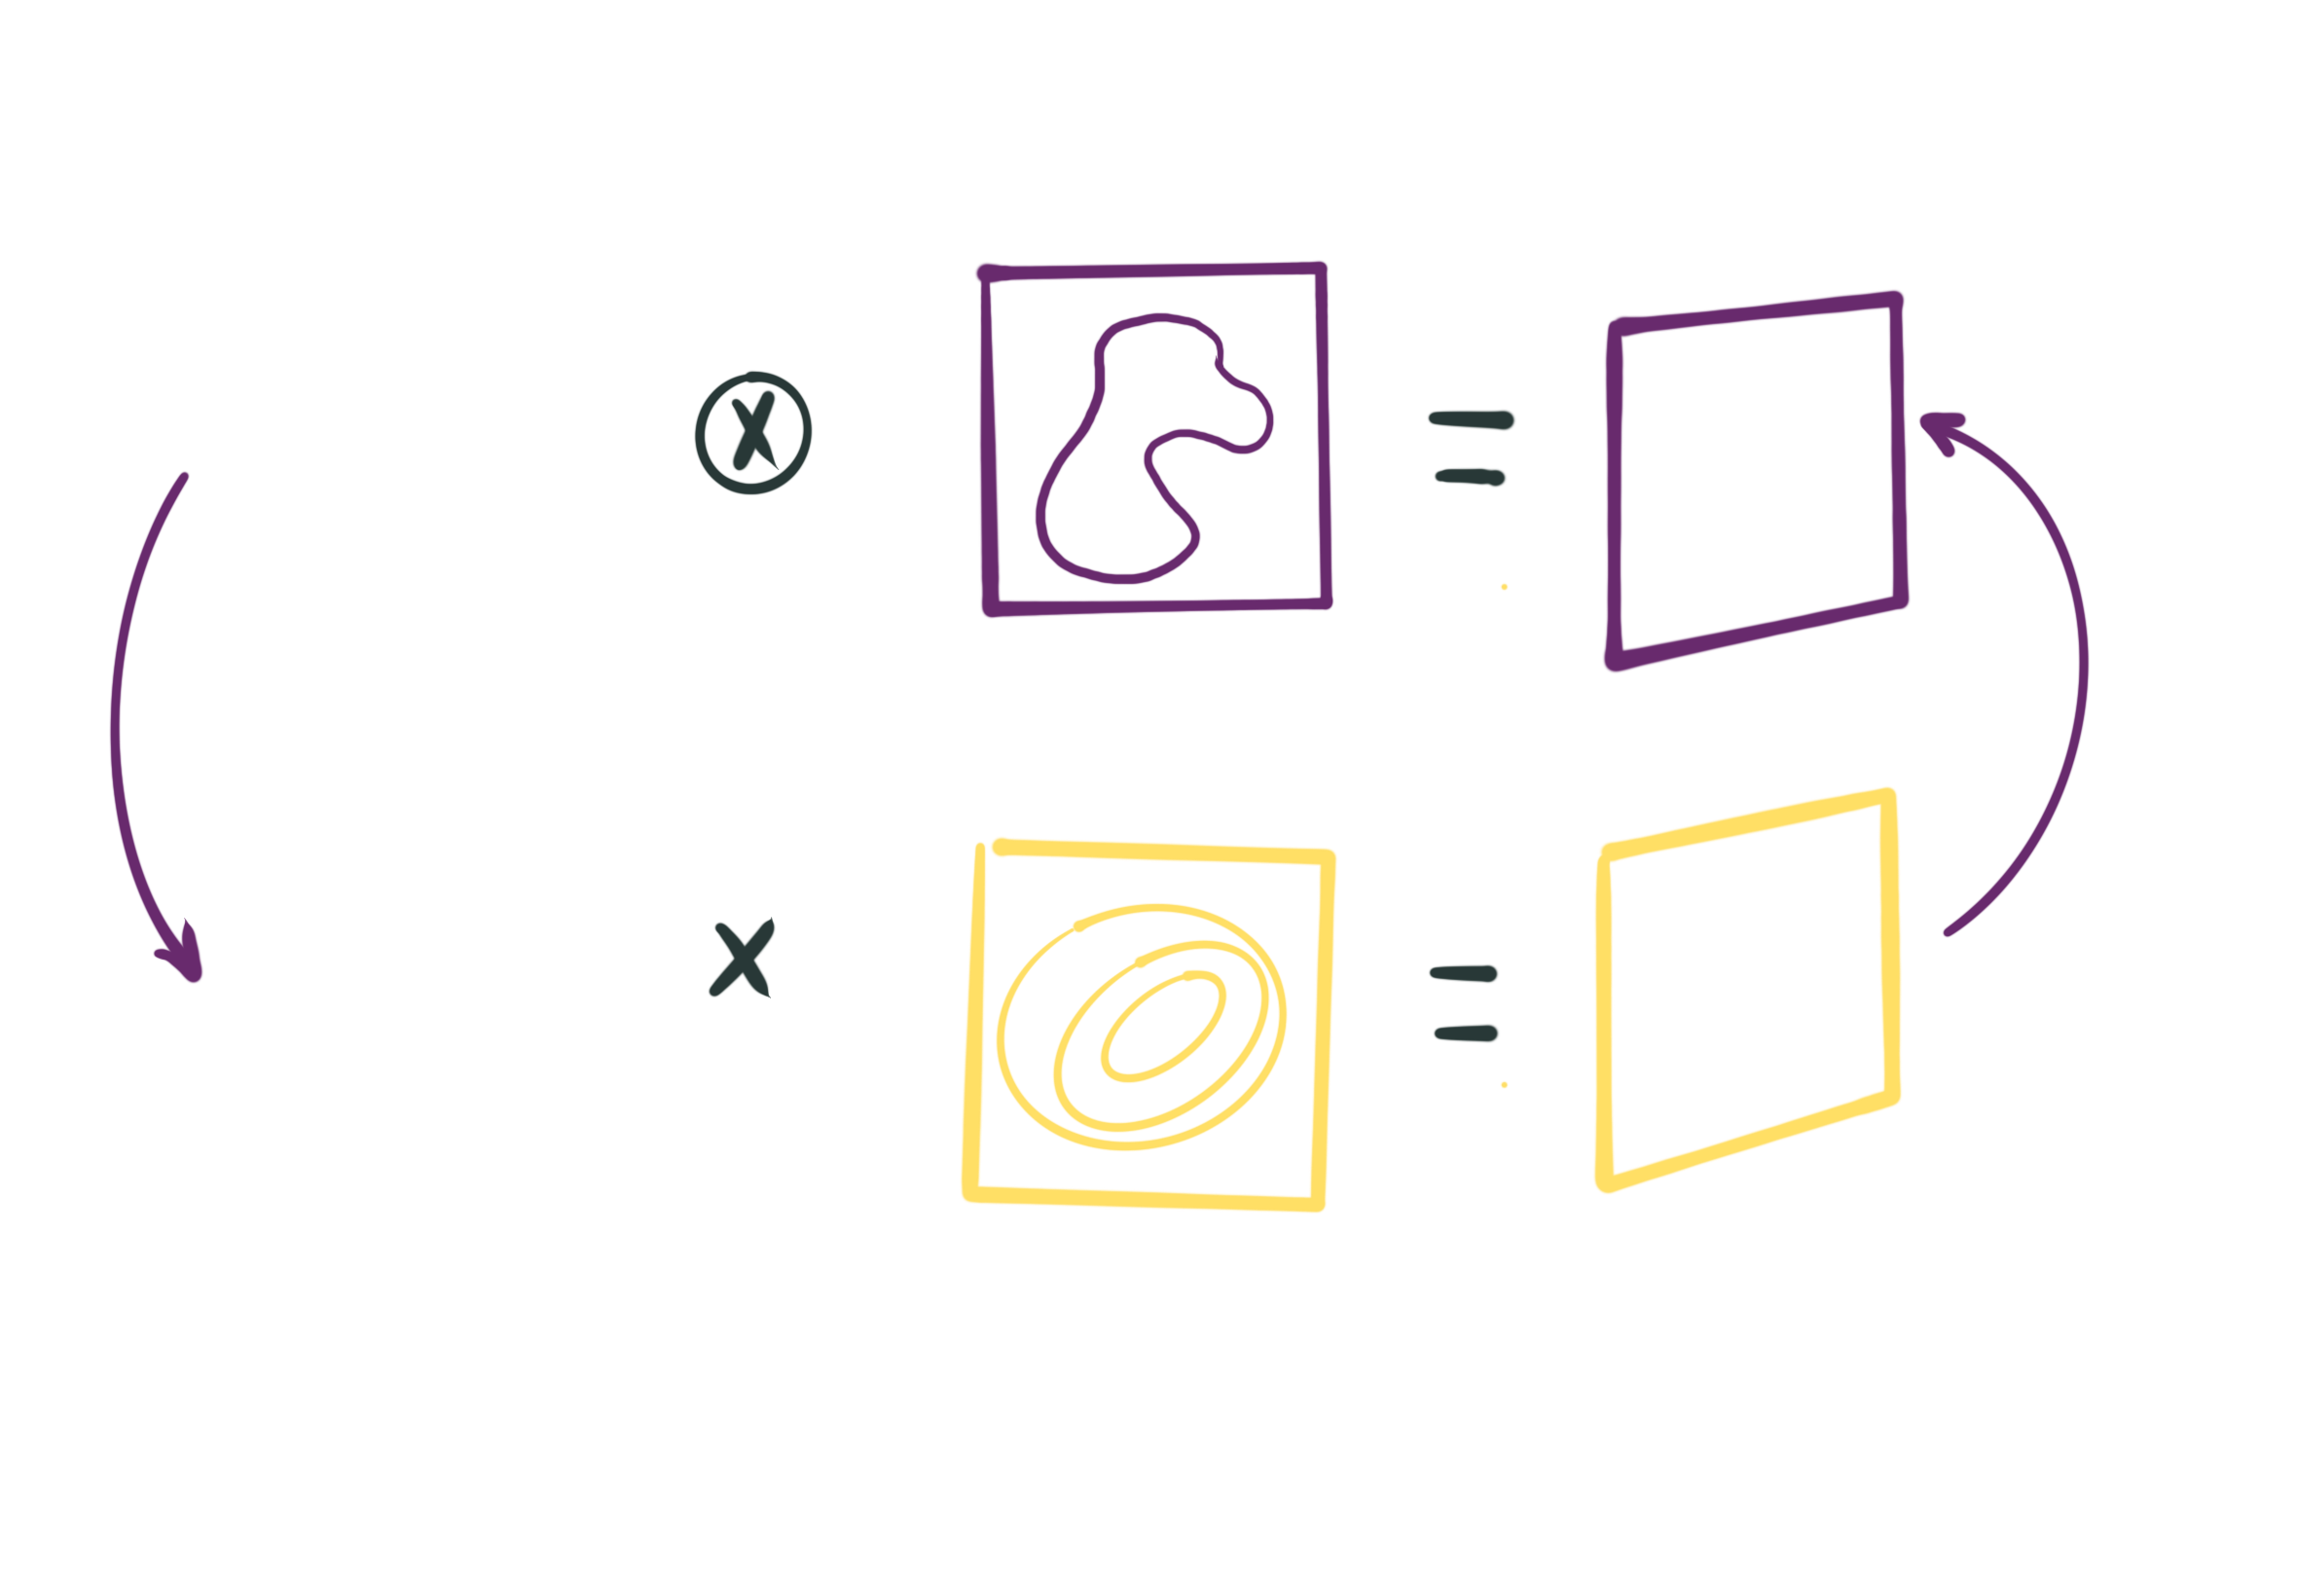 ⊗ =
× =